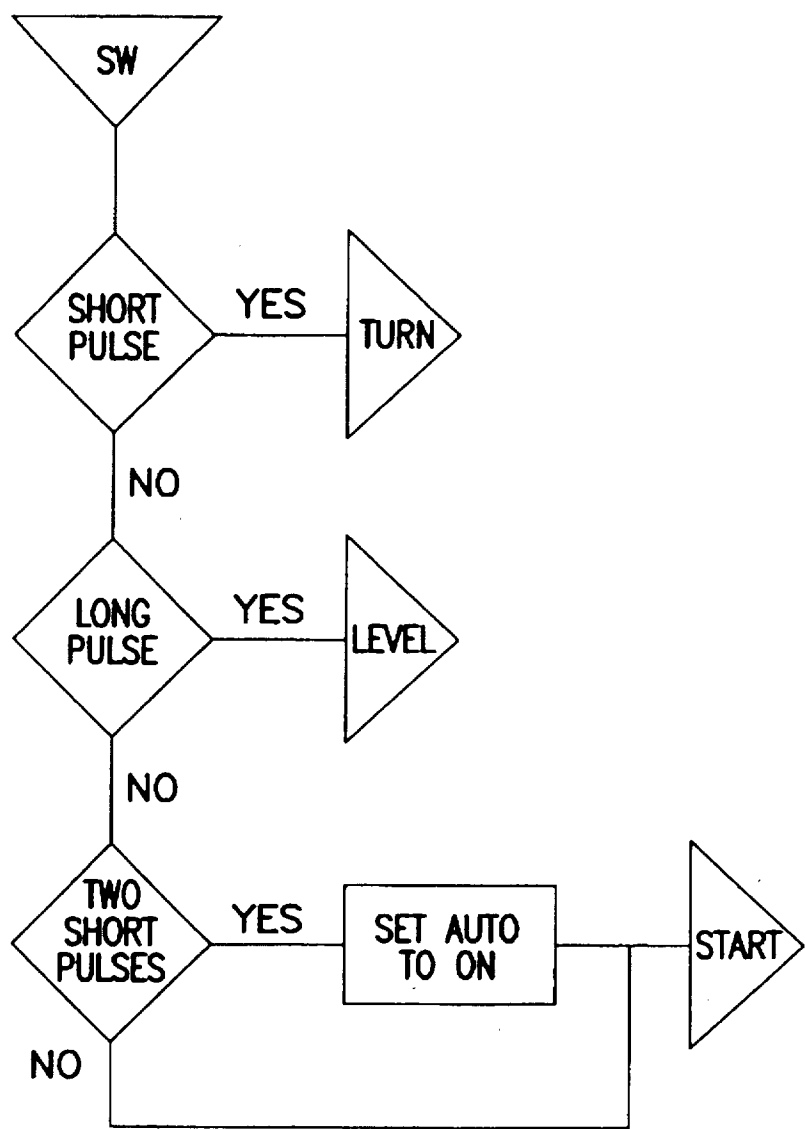 SW
SHORT
PULSE
YES
TURN
NO
LONG
PULSE
YES
LEVEL
NO
TWO
SHORT
PULSES
YES
SET AUTO
TO ON
START
NO